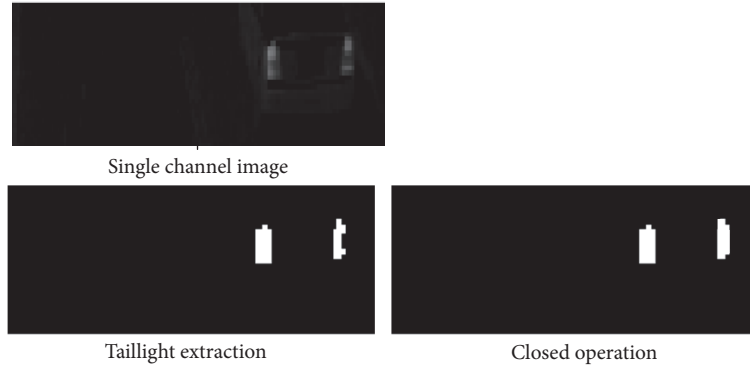 Single channel image
Taillight extraction
Closed operation